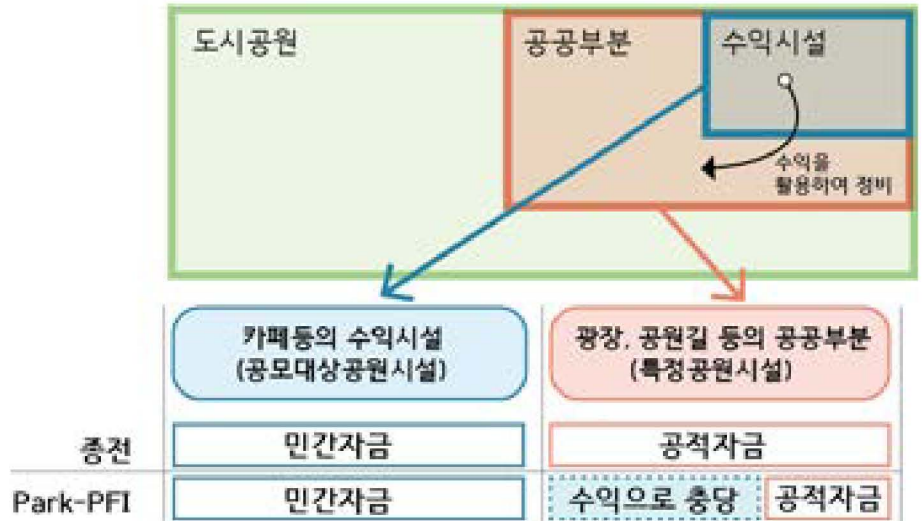 도시공원
공공부분
수익시설
수익을
활용하여 정비
카페등의 수익시설
(공모대상공원시설)
광장, 공원길 등의 공공부분
(특정공원시설)
종전
민간자금
공적자금
Park-PFI
민간자금
수익으로 충당
공적자금